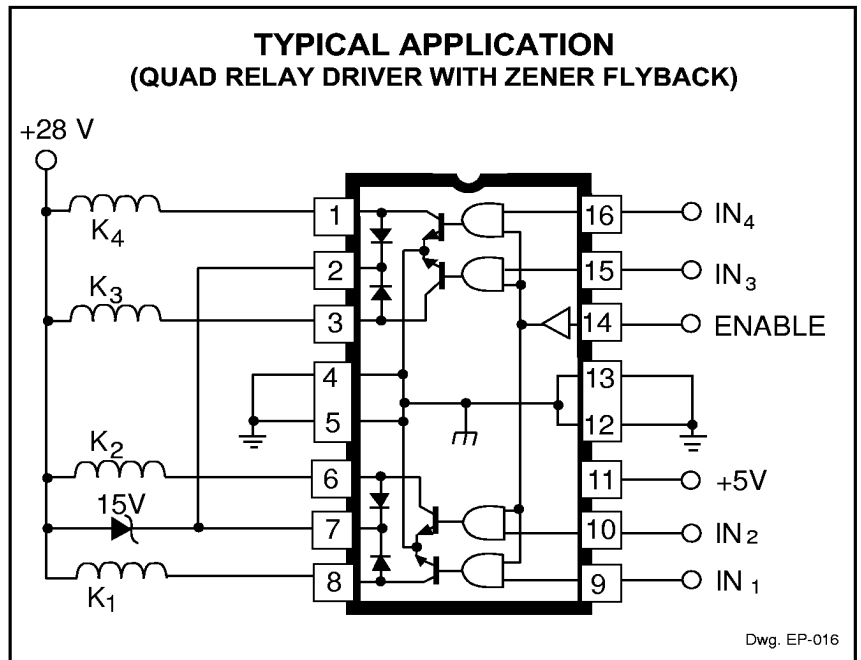 TYPICAL APPLICATION
(QUAD RELAY DRIVER WITH ZENER FLYBACK)
+28 V
K4
1
16
IN4
2
15
IN3
K3
3
14
ENABLE
4
13
5
12
K2
6
11
+5V
15V
7
10
IN2
8
9
IN1
K1
Dwg. EP-016